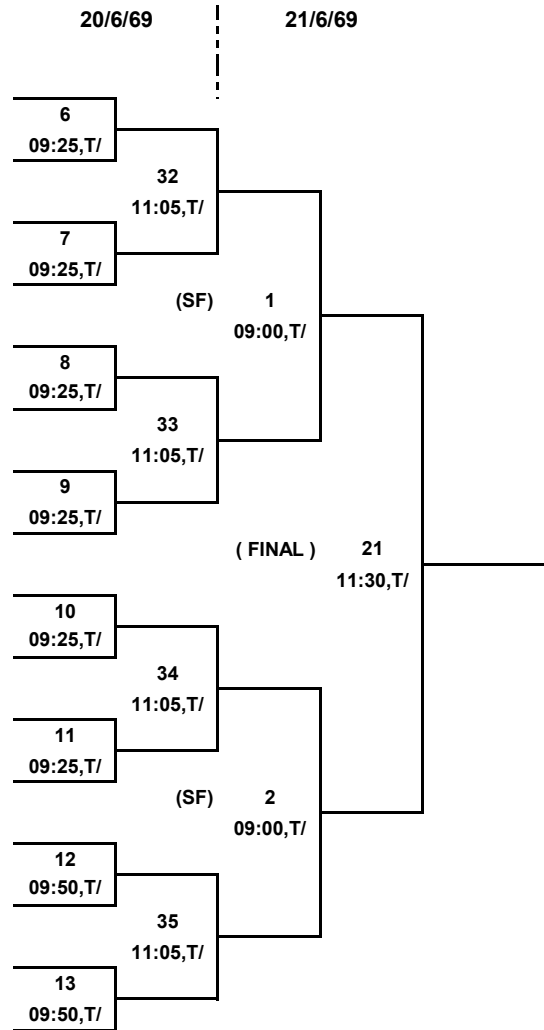 20/6/69 21/6/69
6
09:25,T/
32
11:05,T/
7
09:25,T/
(SF) 1
09:00,T/
8
09:25,T/
33
11:05,T/
9
09:25,T/
( FINAL ) 21
11:30,T/
10
09:25,T/
34
11:05,T/
11
09:25,T/
(SF) 2
09:00,T/
12
09:50,T/
35
11:05,T/
13
09:50,T/